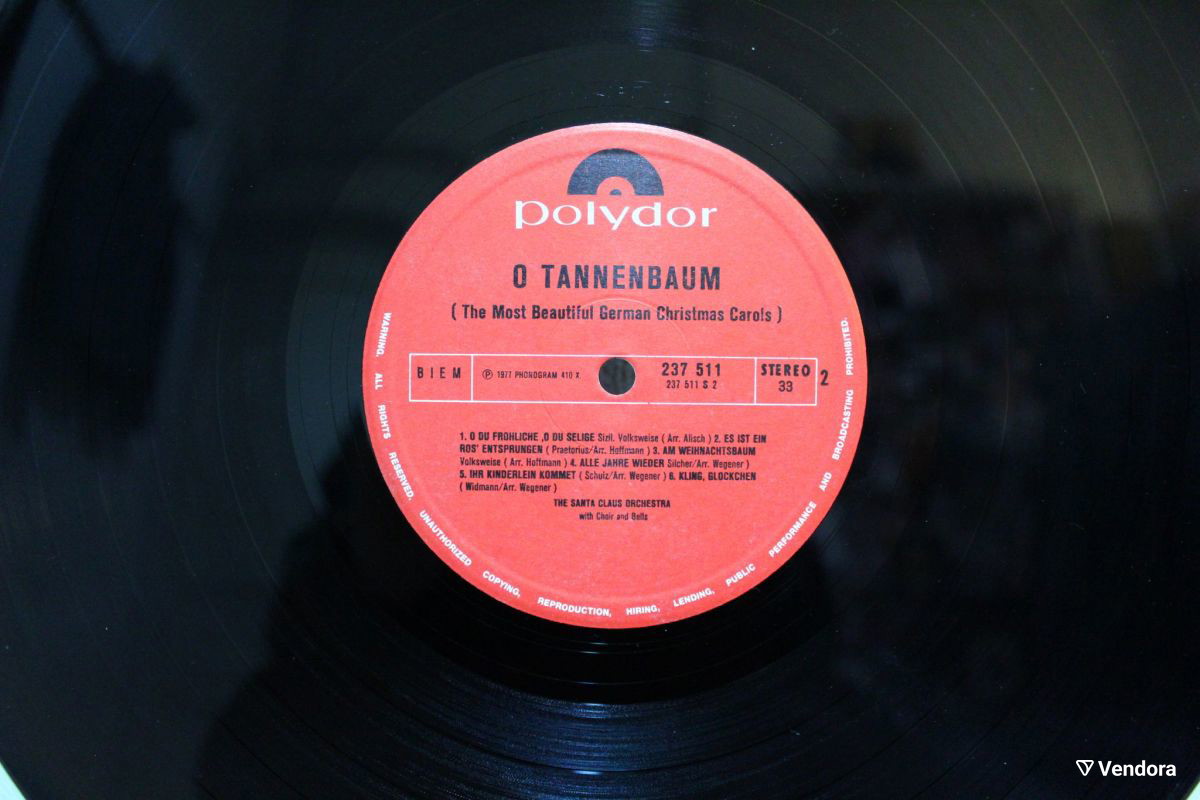 polydor
O TANNENBAUM
( The Most Beautiful German Christmas Carols )
BIEM
Ⓟ 1977 PHONOGRAM 410 X
237 511
237 511 S 2
STEREO
33
2
1. O DU FROHLICHE ,O DU SELIGE Sizil. Volksweise ( Arr. Alisch ) 2. ES IST EIN
ROS' ENTSPRUNGEN ( Praetorius/Arr. Hoffmann ) 3. AM WEIHNACHTSBAUM
Volksweise ( Arr. Hoffmann ) 4. ALLE JAHRE WIEDER Silcher/Arr. Wegener )
5. IHR KINDERLEIN KOMMET ( Schulz/Arr. Wegener ) 6. KLING, GLOCKCHEN
( Widmann/Arr. Wegener )
THE SANTA CLAUS ORCHESTRA
with Choir and Bells
WARNING. ALL RIGHTS RESERVED. UNAUTHORIZED COPYING, REPRODUCTION, HIRING, LENDING, PUBLIC PERFORMANCE AND BROADCASTING PROHIBITED.
Vendora